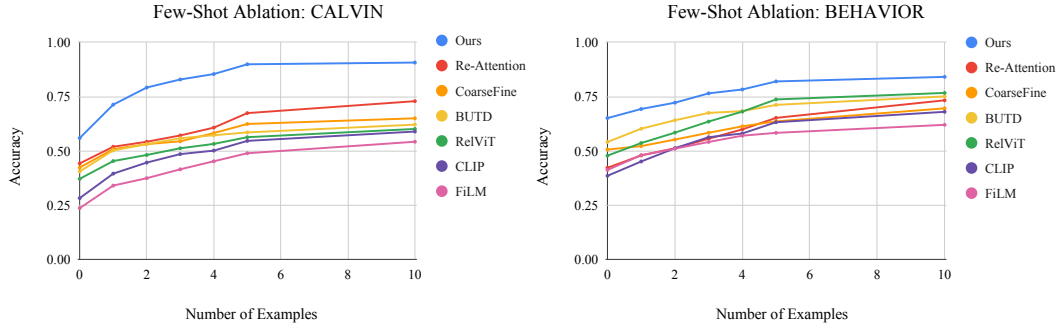 Few-Shot Ablation: CALVIN
Accuracy
1.00
0.75
0.50
0.25
0.00
0
2
4
6
8
10
Number of Examples
Ours
Re-Attention
CoarseFine
BUTD
RelViT
CLIP
FiLM
Few-Shot Ablation: BEHAVIOR
Accuracy
1.00
0.75
0.50
0.25
0.00
0
2
4
6
8
10
Number of Examples
Ours
Re-Attention
CoarseFine
BUTD
RelViT
CLIP
FiLM